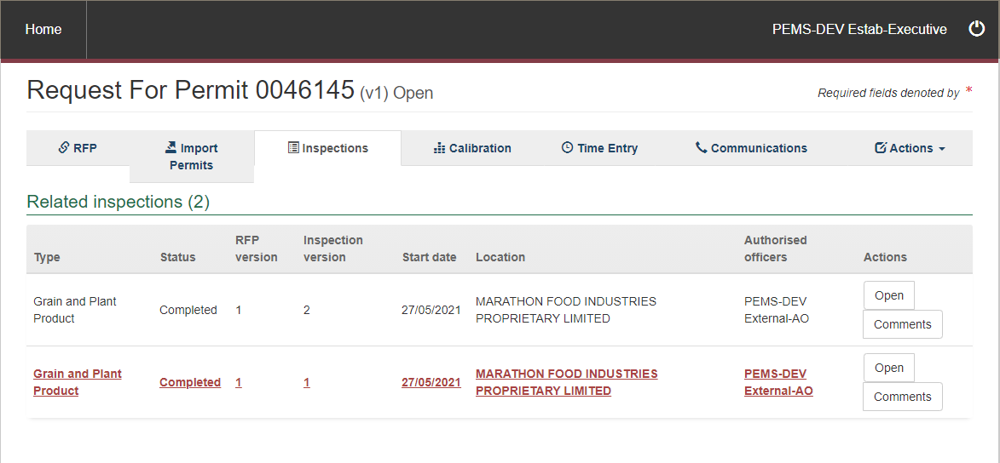 Home PEMS-DEV Estab-Executive
Request For Permit 0046145 (v1) Open
Required fields denoted by *
RFP
Import
Permits
Inspections
Calibration
Time Entry
Communications
Actions
Related inspections (2)
Type
Status
RFP
version
Inspection
version
Start date
Location
Authorised
officers
Actions
Grain and Plant
Product
Completed
1
2
27/05/2021
MARATHON FOOD INDUSTRIES
PROPRIETARY LIMITED
PEMS-DEV
External-AO
Open
Comments
Grain and Plant
Product
Completed
1
1
27/05/2021
MARATHON FOOD INDUSTRIES
PROPRIETARY LIMITED
PEMS-DEV
External-AO
Open
Comments